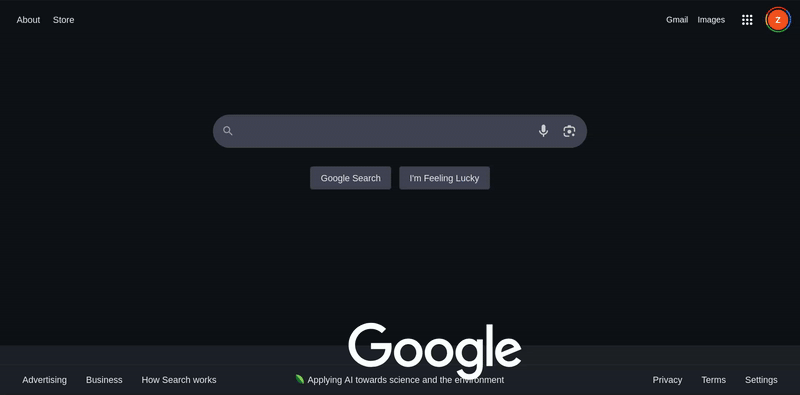 About Store Gmail Images Z
Google Search I'm Feeling Lucky
Google
Advertising Business How Search works Applying AI towards science and the environment Privacy Terms Settings